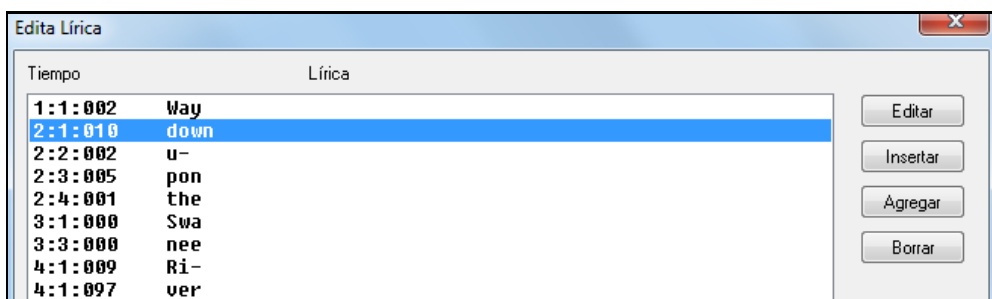 Edita Lírica
Tiempo Lírica
1:1:002 Way
2:1:010 down
2:2:002 u-
2:3:005 pon
2:4:001 the
3:1:000 Swa
3:3:000 nee
4:1:009 Ri-
4:1:097 ver
Editar
Insertar
Agregar
Borrar